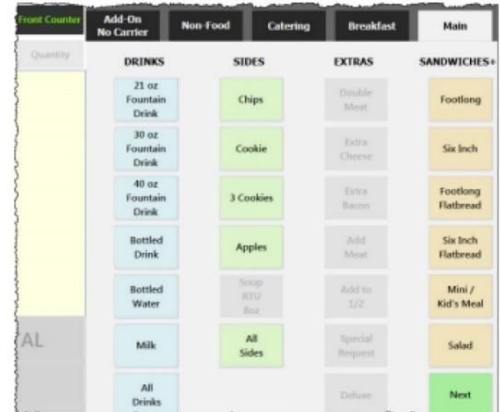 Front Counter
Add-On
No Carrier
Non-Food
Catering
Breakfast
Main
Quantity
DRINKS
SIDES
EXTRAS
SANDWICHES+
21 oz
Fountain
Drink
Chips
Double
Meat
Footlong
30 oz
Fountain
Drink
Cookie
Extra
Cheese
Six Inch
40 oz
Fountain
Drink
3 Cookies
Extra
Bacon
Footlong
Flatbread
Bottled
Drink
Apples
Add
Meat
Six Inch
Flatbread
Bottled
Water
Soup
RTU
8oz
Add to
1/2
Mini /
Kid's Meal
AL
Milk
All
Sides
Special
Request
Salad
All
Drinks
Deluxe
Next